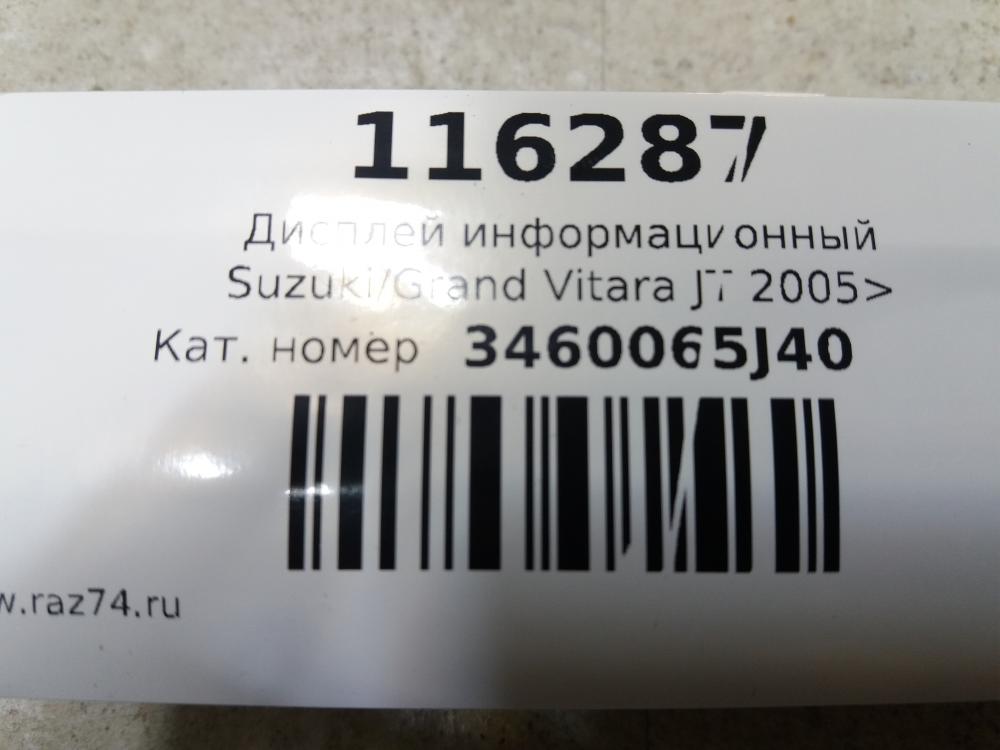 116287
Дисплей информационный
Suzuki/Grand Vitara JT 2005>
Кат. номер 3460065J40
w.raz74.ru